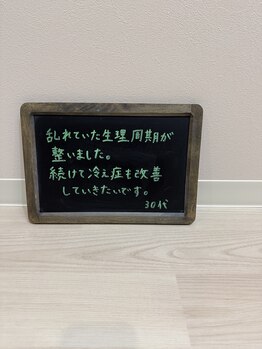 乱れていた生理周期が
整いました。
続けて冷え症も改善
していきたいです。
30代